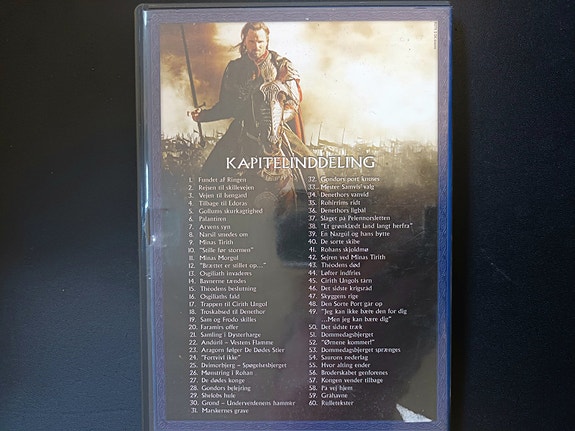 KAPITELINDDELING
1. Fundet af Ringen
2. Rejsen til skillevejen
3. Vejen til Isengard
4. Tilbage til Edoras
5. Gollums skurkagtighed
6. Palantíren
7. Arwens syn
8. Narsil smedes om
9. Minas Tirith
10. "Stille før stormen"
11. Minas Morgul
12. "Brættet er stillet op..."
13. Osgiliath invaderes
14. Bavnerne tændes
15. Théodens beslutning
16. Osgiliaths fald
17. Trappen til Cirith Ungol
18. Troskabsed til Denethor
19. Sam og Frodo skilles
20. Faramirs offer
21. Samling i Dysterharge
22. Andúril – Vestens Flamme
23. Aragorn følger De Dødes Stier
24. "Fortvivl ikke"
25. Dwimorbjerg – Spøgelsesbjerget
26. Mønstring i Rohan
27. De dødes konge
28. Gondors belejring
29. Shelobs hule
30. Grond – Underverdenens hammer
31. Marskernes grave
32. Gondors port knuses
33. Mester Samvis' valg
34. Denethors vanvid
35. Rohirrims ridt
36. Denethors ligbål
37. Slaget på Pelennorsletten
38. "Et grønklædt land langt herfra"
39. En Nazgul og hans bytte
40. De sorte skibe
41. Rohans skjoldmø
42. Sejren ved Minas Tirith
43. Théodens død
44. Løfter indfries
45. Cirith Ungols tårn
46. Det sidste krigsråd
47. Skyggens rige
48. Den Sorte Port går op
49. "Jeg kan ikke bære den for dig
...Men jeg kan bære dig"
50. Det sidste træk
51. Dommedagsbjerget
52. "Ørnene kommer!"
53. Dommedagsbjerget sprænges
54. Saurons nederlag
55. Hvor alting ender
56. Broderskabet genforenes
57. Kongen vender tilbage
58. På vej hjem
59. Gråhavne
60. Rulletekster